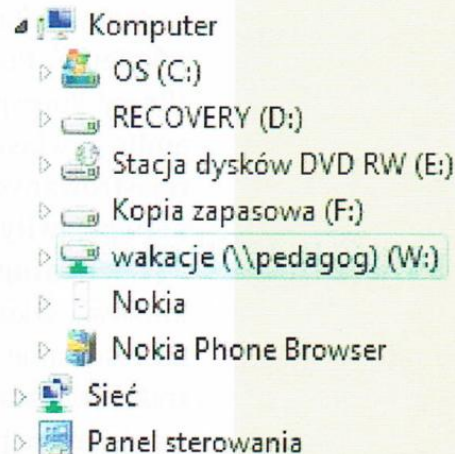 Komputer
OS (C:)
RECOVERY (D:)
Stacja dysków DVD RW (E:)
Kopia zapasowa (F:)
wakacje (\\pedagog) (W:)
Nokia
Nokia Phone Browser
Sieć
Panel sterowania